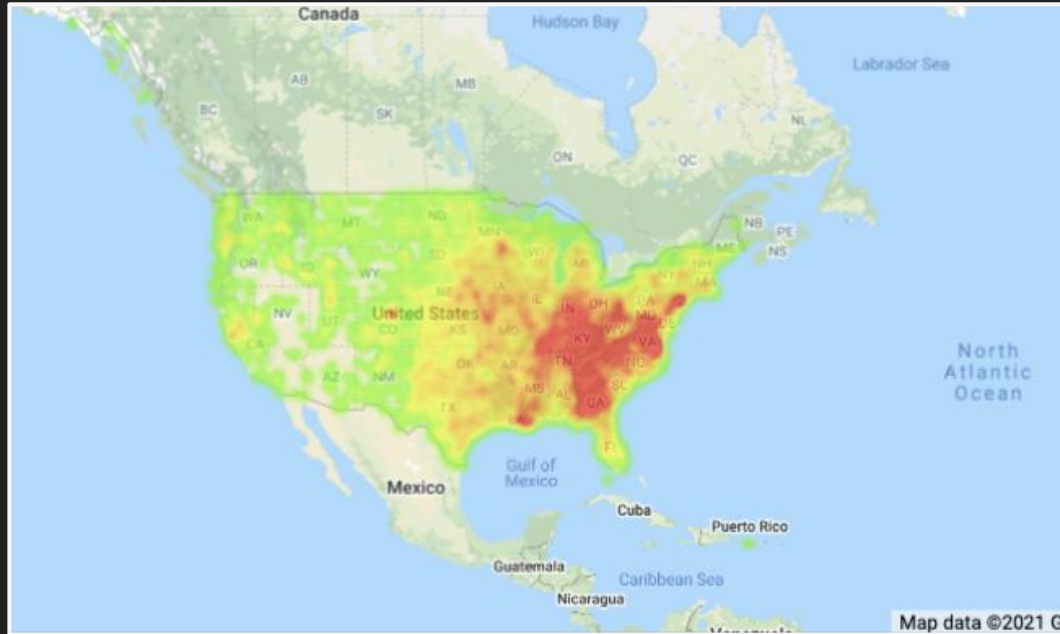 Canada
Hudson Bay
Labrador Sea
AB
MB
BC
SK
NL
ON
QC
NB
PE
NS
ME
WA
MT
ND
MN
OR
ID
SD
WI
MI
NH
NY
MA
WY
IA
NE
IL
IN
OH
PA
MD
DE
NV
UT
United States
CO
KS
MO
KY
WV
VA
CA
TN
NC
OK
AR
SC
AZ
NM
MS
AL
GA
TX
FL
North
Atlantic
Ocean
Gulf of
Mexico
Mexico
Cuba
Puerto Rico
Guatemala
Caribbean Sea
Nicaragua
Map data ©2021 G
Venezuela